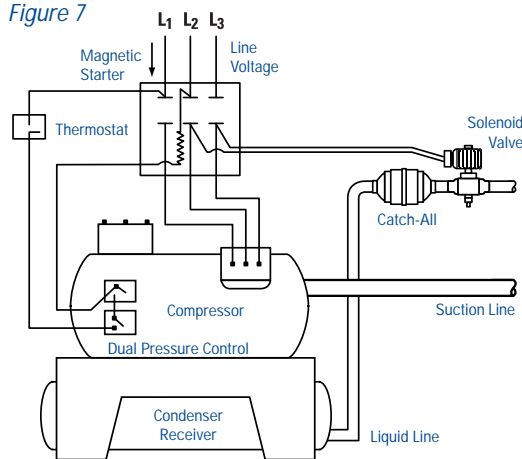 Figure 7
L1 L2 L3
Magnetic
Starter
Line
Voltage
Thermostat
Solenoid
Valve
Catch-All
Compressor
Suction Line
Dual Pressure Control
Condenser
Receiver
Liquid Line